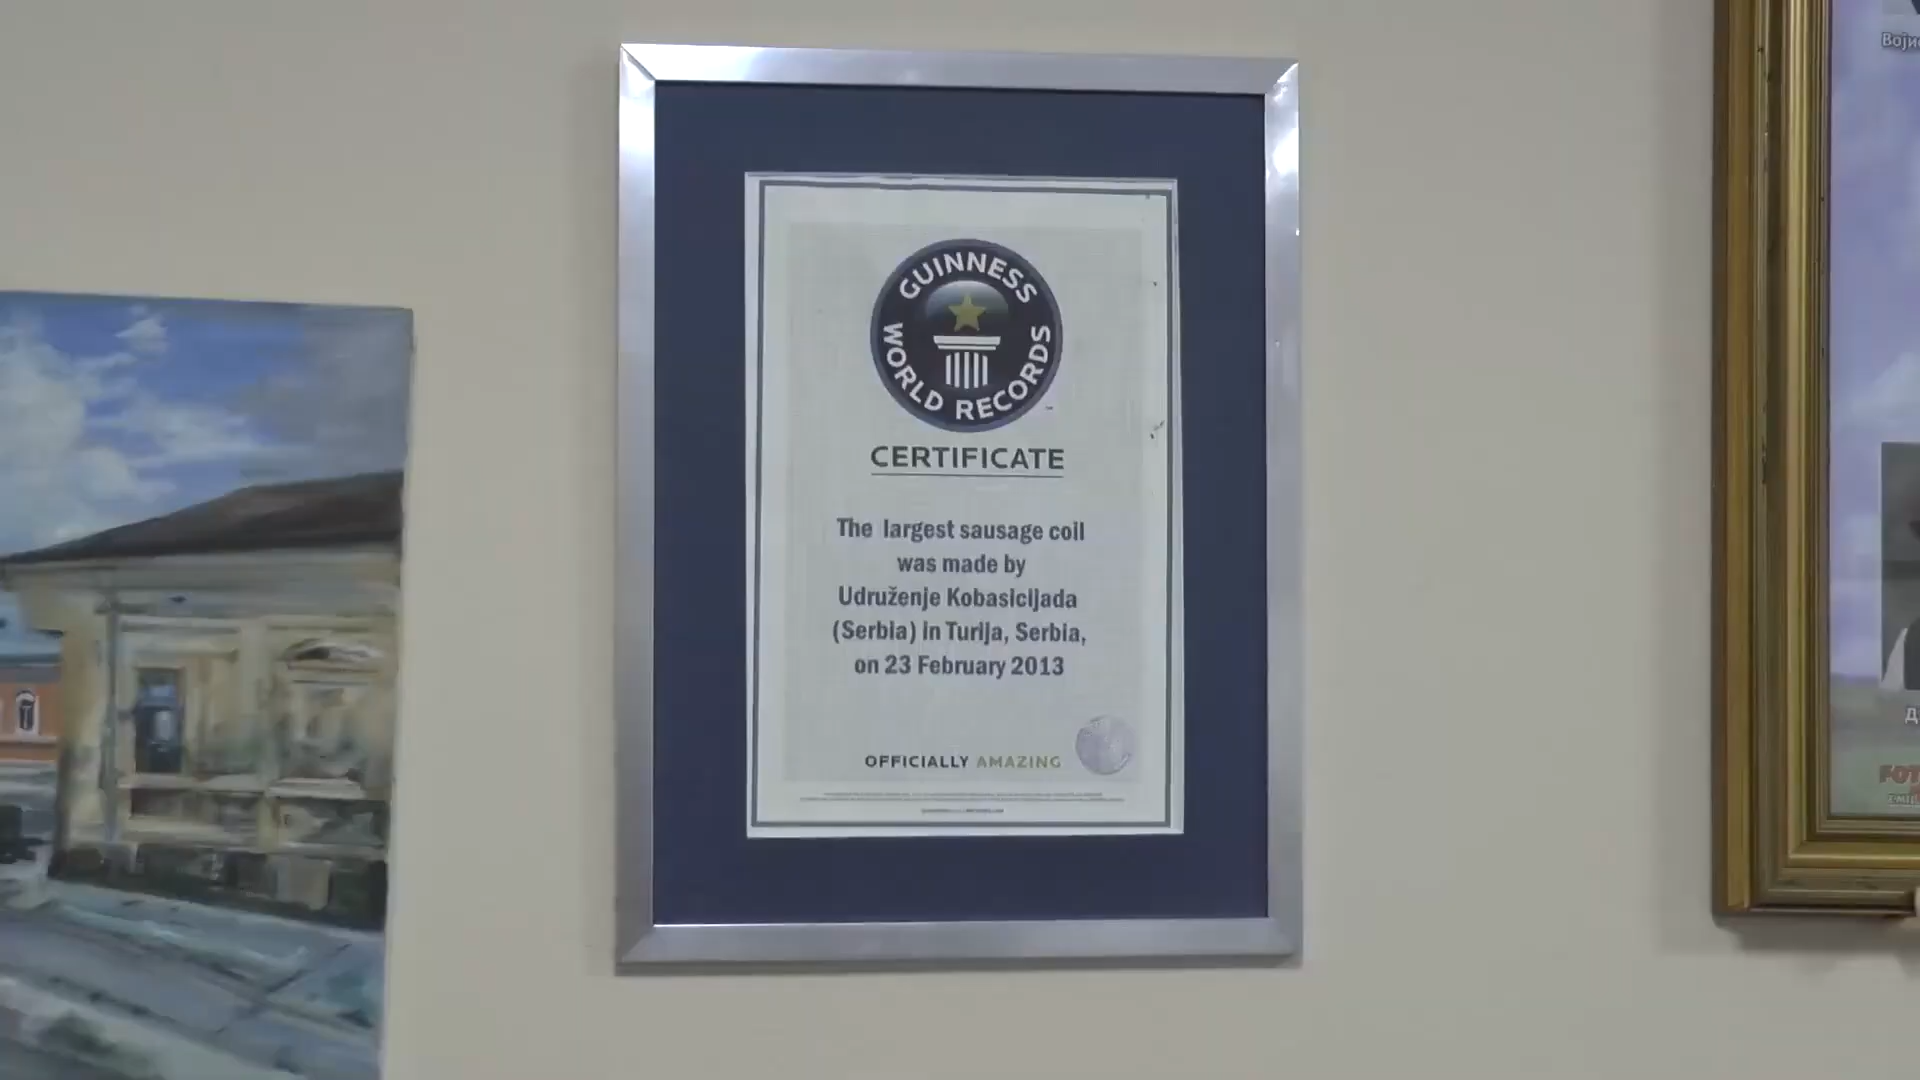 GUINNESS
WORLD RECORDS
CERTIFICATE
The largest sausage coil
was made by
Udruženje Kobasicijada
(Serbia) in Turija, Serbia,
on 23 February 2013
OFFICIALLY AMAZING